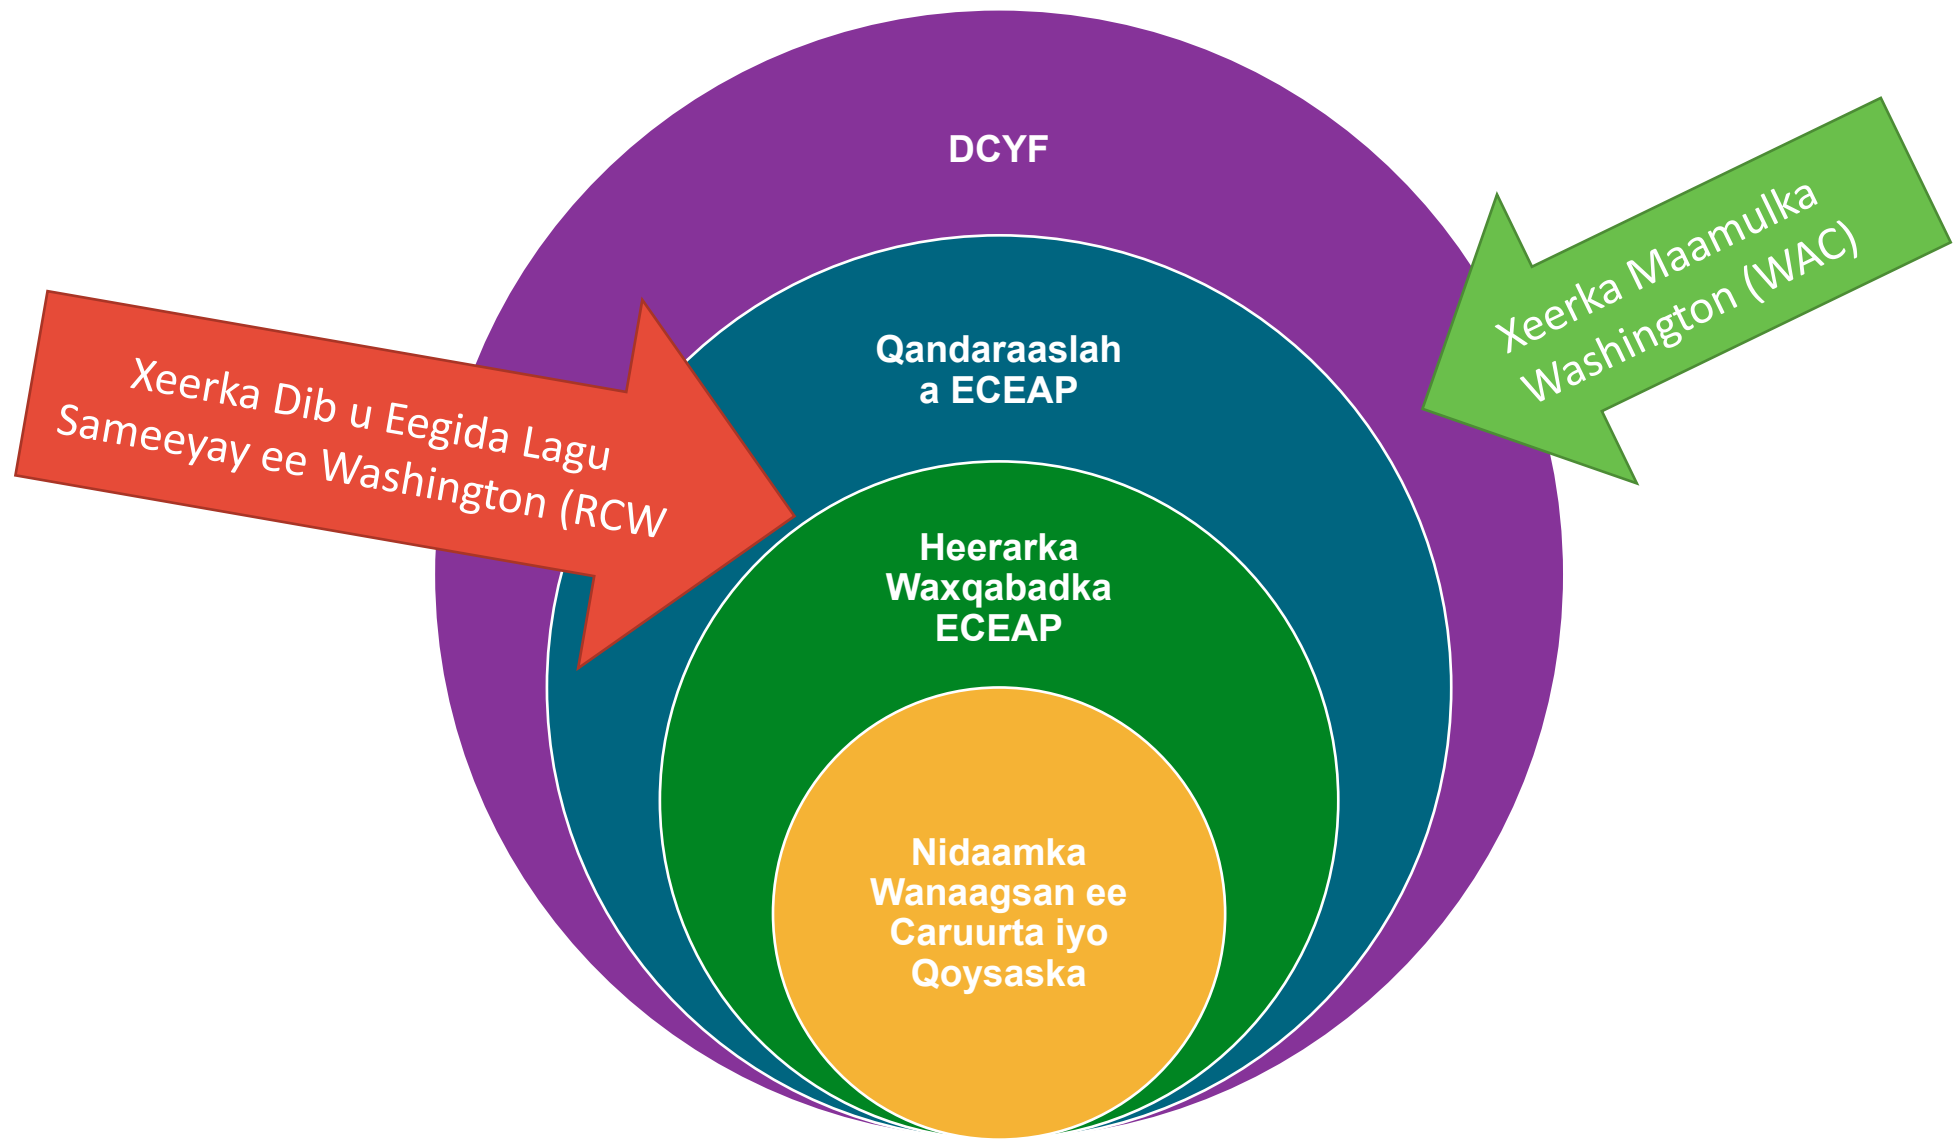 DCYF
Xeerka Maamulka
Washington (WAC)
Xeerka Dib u Eegida Lagu
Sameeyay ee Washington (RCW
Qandaraaslah
a ECEAP
Heerarka
Waxqabadka
ECEAP
Nidaamka
Wanaagsan ee
Caruurta iyo
Qoysaska